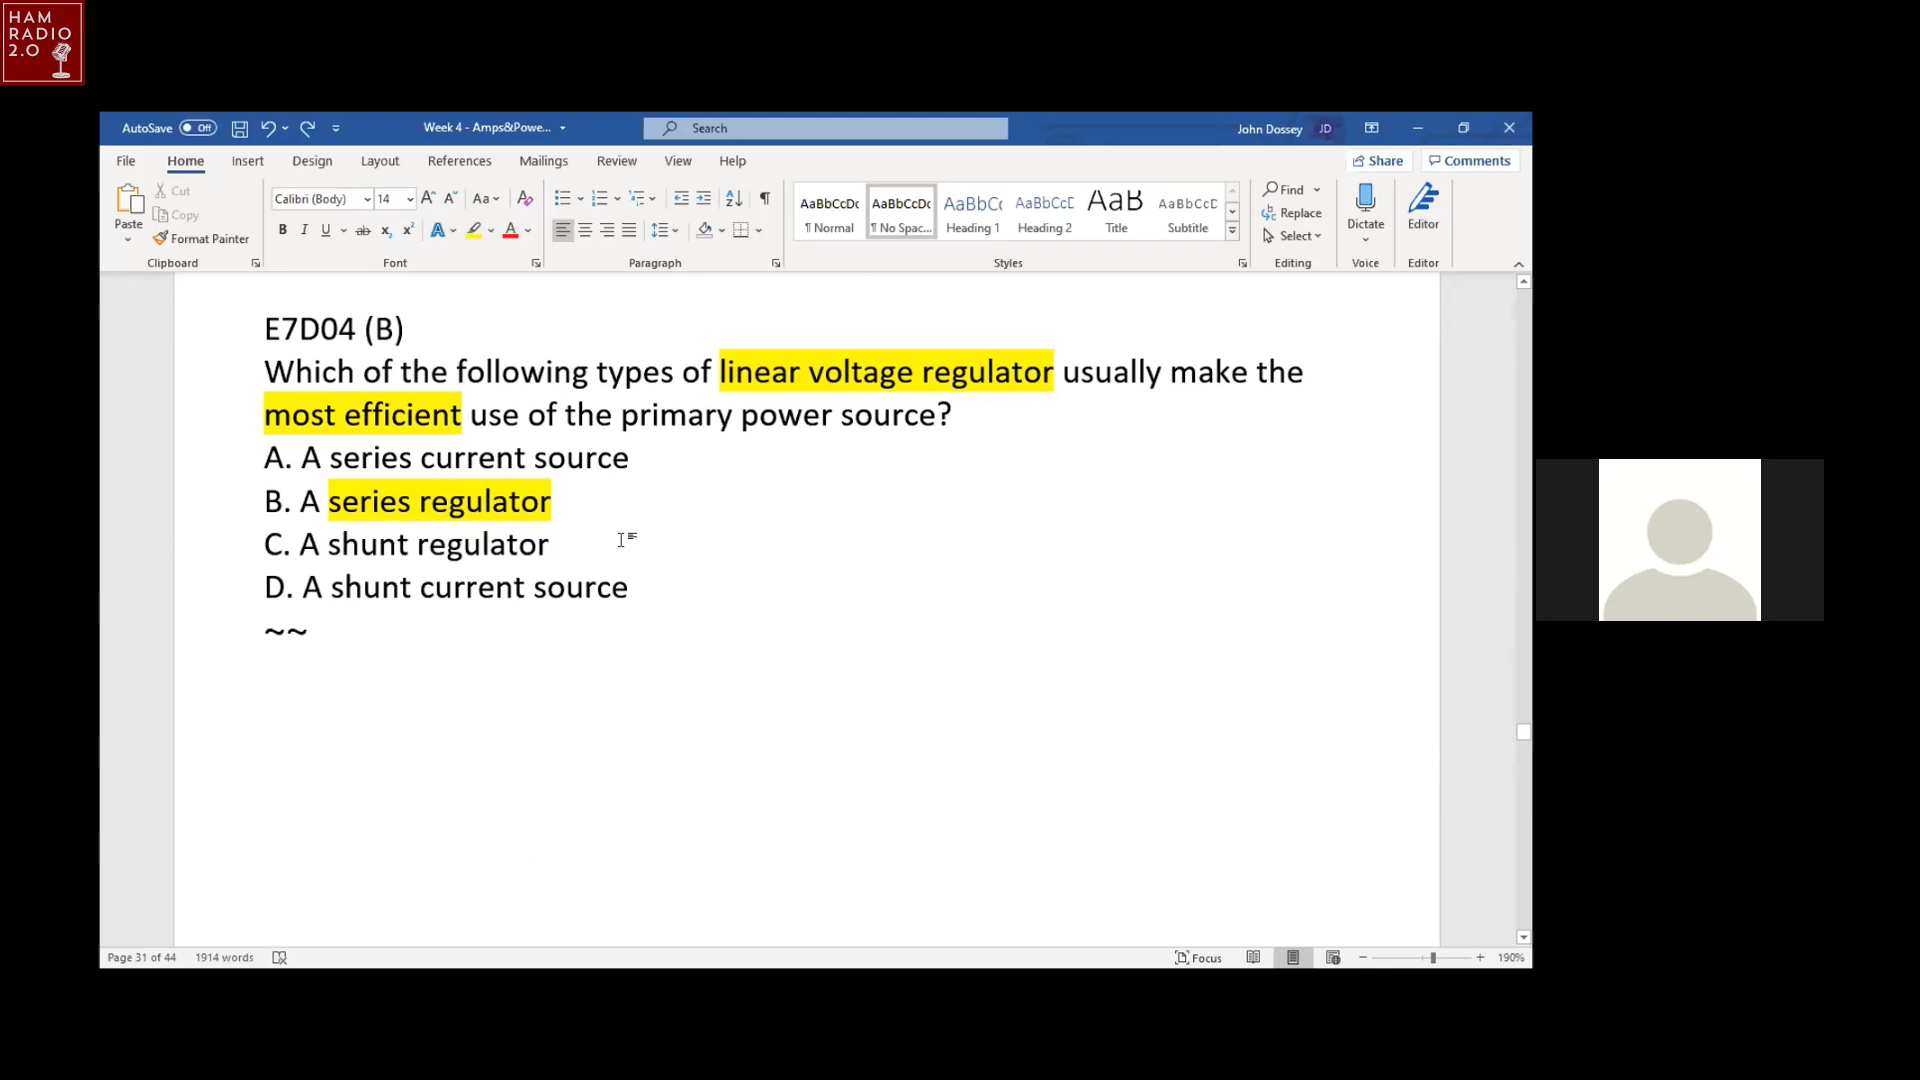 HAM
RADIO
2.0
AutoSave Off
Week 4 - Amps&Powe...
Search
John Dossey JD
File Home Insert Design Layout References Mailings Review View Help
Share Comments
Paste
Cut
Copy
Format Painter
Clipboard
Calibri (Body) 14
Font
Paragraph
AaBbCcDc AaBbCcDc AaBbCc AaBbCcD AaB AaBbCcD
¶ Normal ¶ No Spac... Heading 1 Heading 2 Title Subtitle
Styles
Find
Replace
Select
Editing
Dictate
Voice
Editor
Editor
E7D04 (B)
Which of the following types of linear voltage regulator usually make the
most efficient use of the primary power source?
A. A series current source
B. A series regulator
C. A shunt regulator
D. A shunt current source
~~
Page 31 of 44 1914 words
Focus
190%